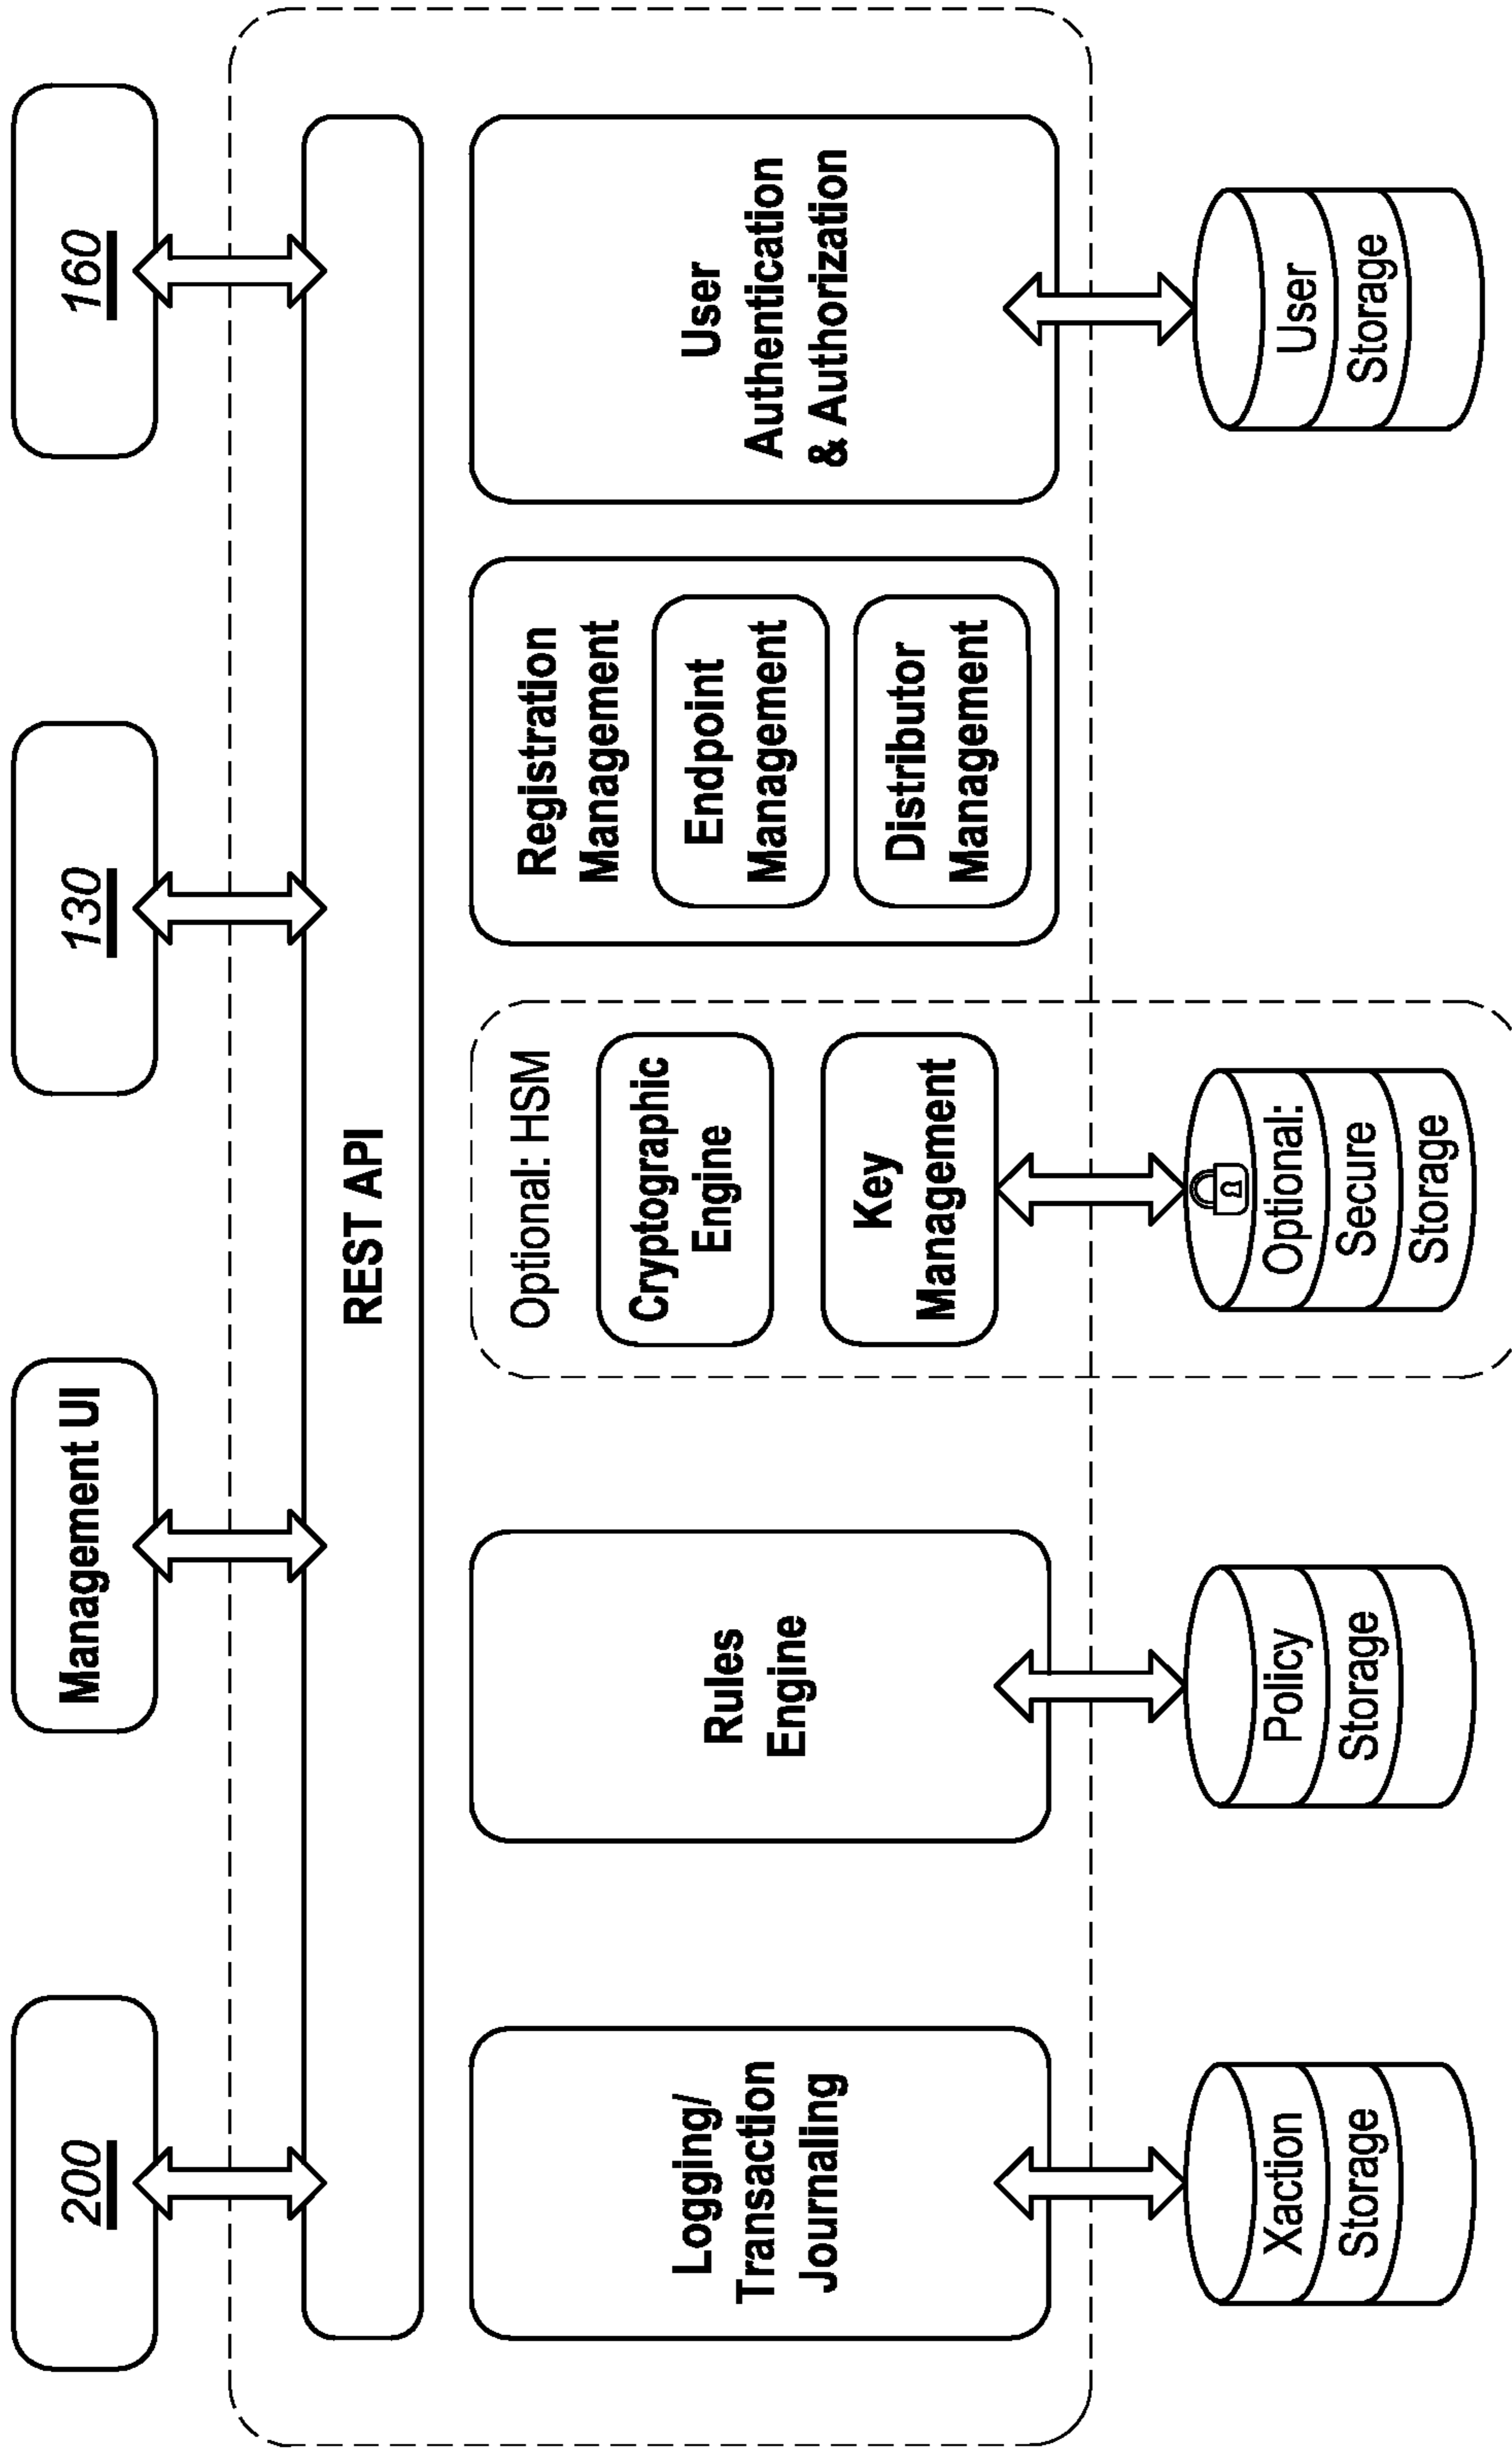 200
Management UI
130
160
REST API
Logging/
Transaction
Journaling
Rules
Engine
Optional: HSM
Cryptographic
Engine
Key
Management
Registration
Management
Endpoint
Management
Distributor
Management
User
Authentication
& Authorization
Xaction
Storage
Policy
Storage
Optional:
Secure
Storage
User
Storage